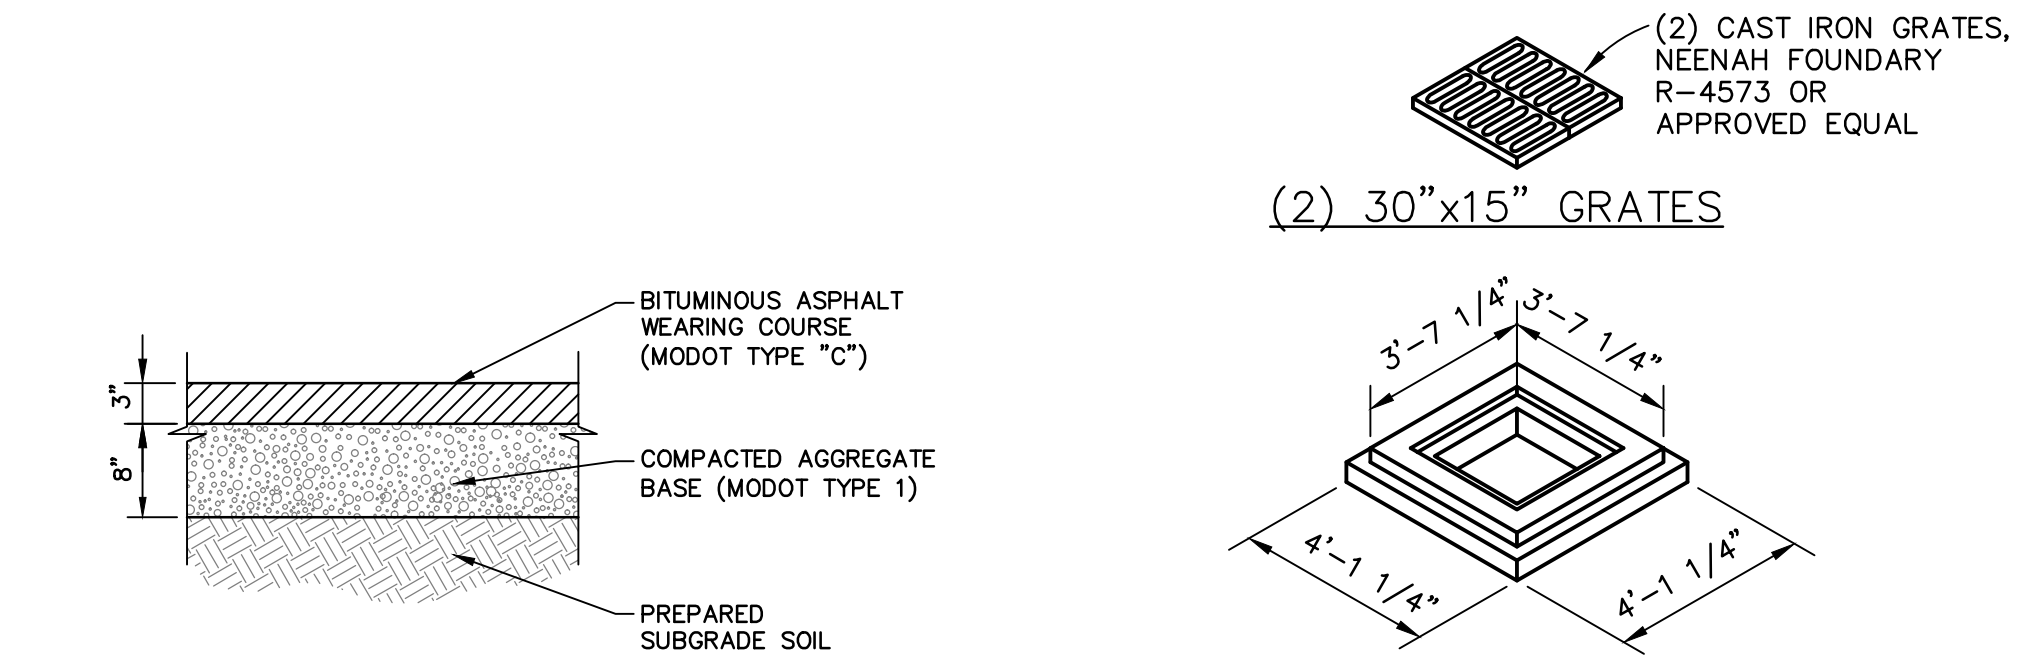 BITUMINOUS ASPHALT
WEARING COURSE
(MODOT TYPE "C")
3"
8"
COMPACTED AGGREGATE
BASE (MODOT TYPE 1)
PREPARED
SUBGRADE SOIL
(2) CAST IRON GRATES,
NEENAH FOUNDARY
R-4573 OR
APPROVED EQUAL
(2) 30"x15" GRATES
3'-7 1/4"
3'-7 1/4"
4'-1 1/4"
4'-1 1/4"